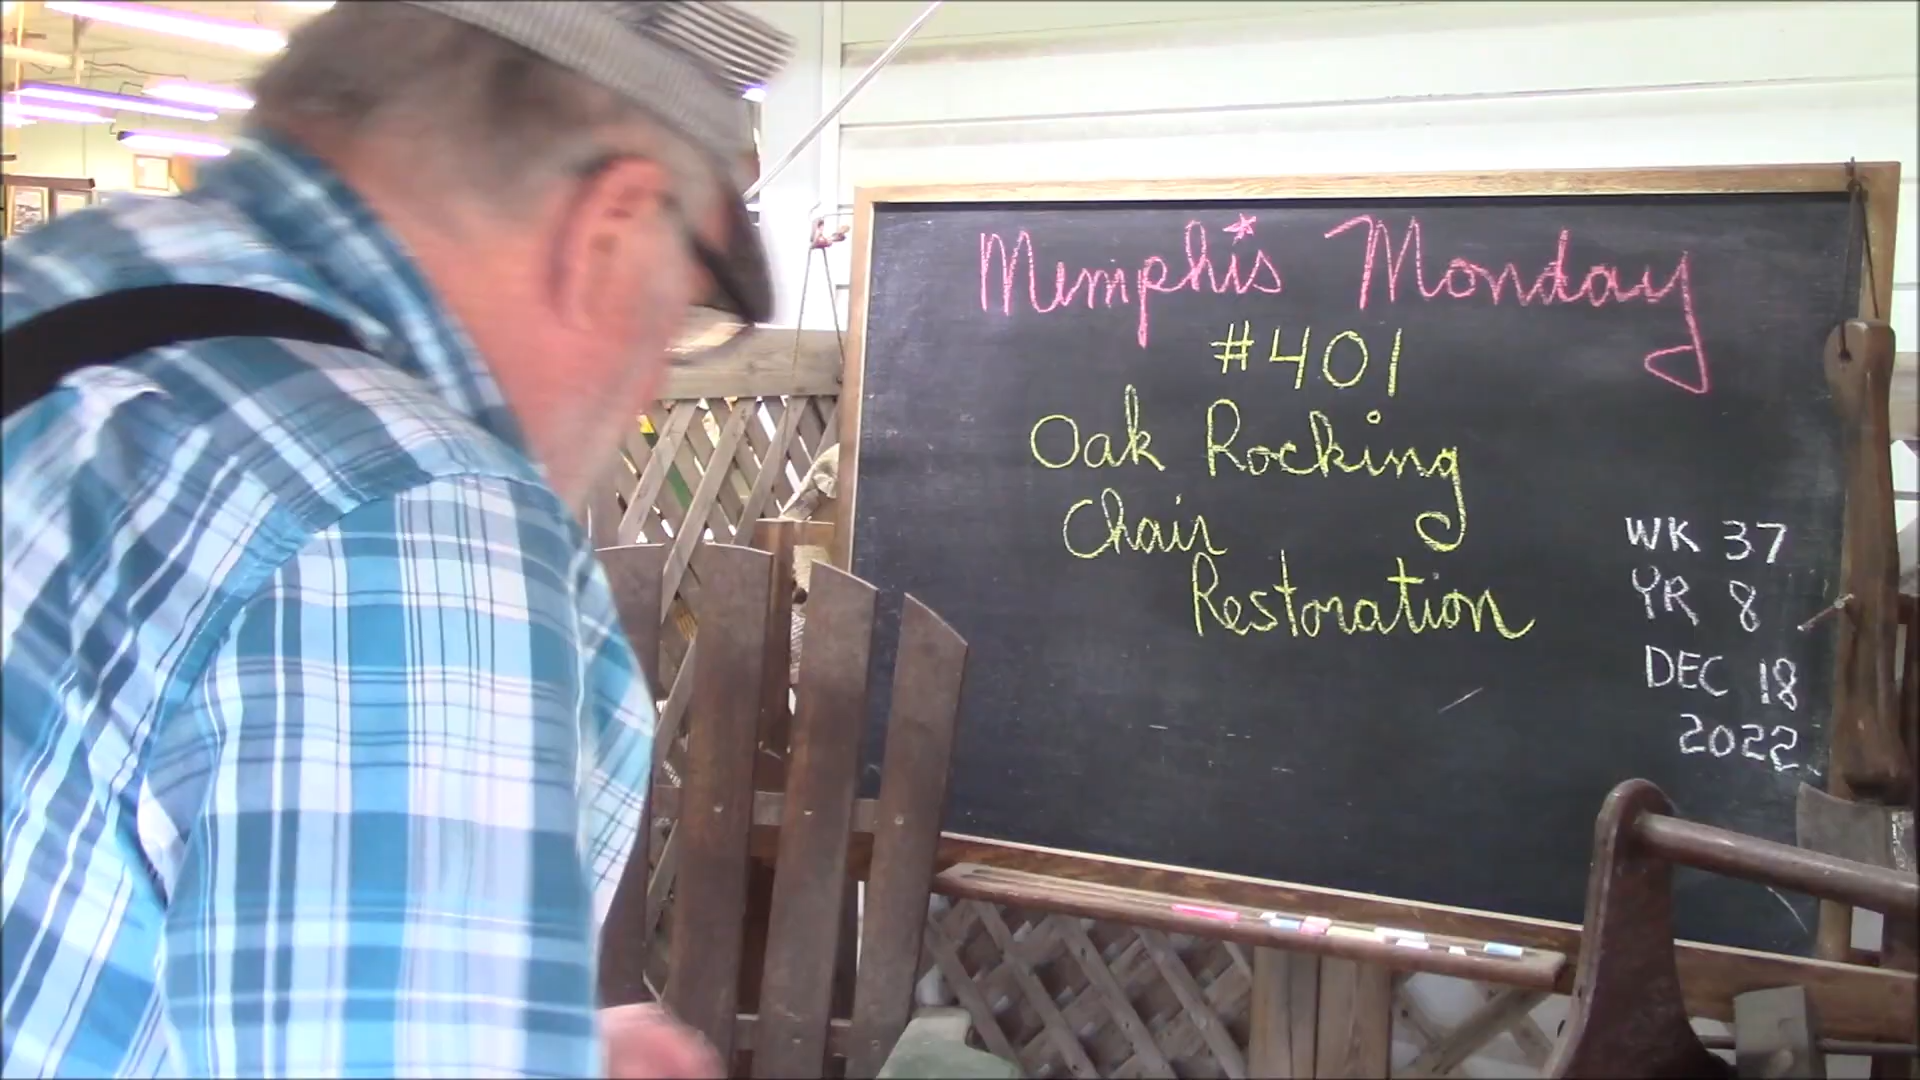 Memphis Monday
#401
Oak Rocking
Chair
Restoration
WK 37
YR 8
DEC 18
2022